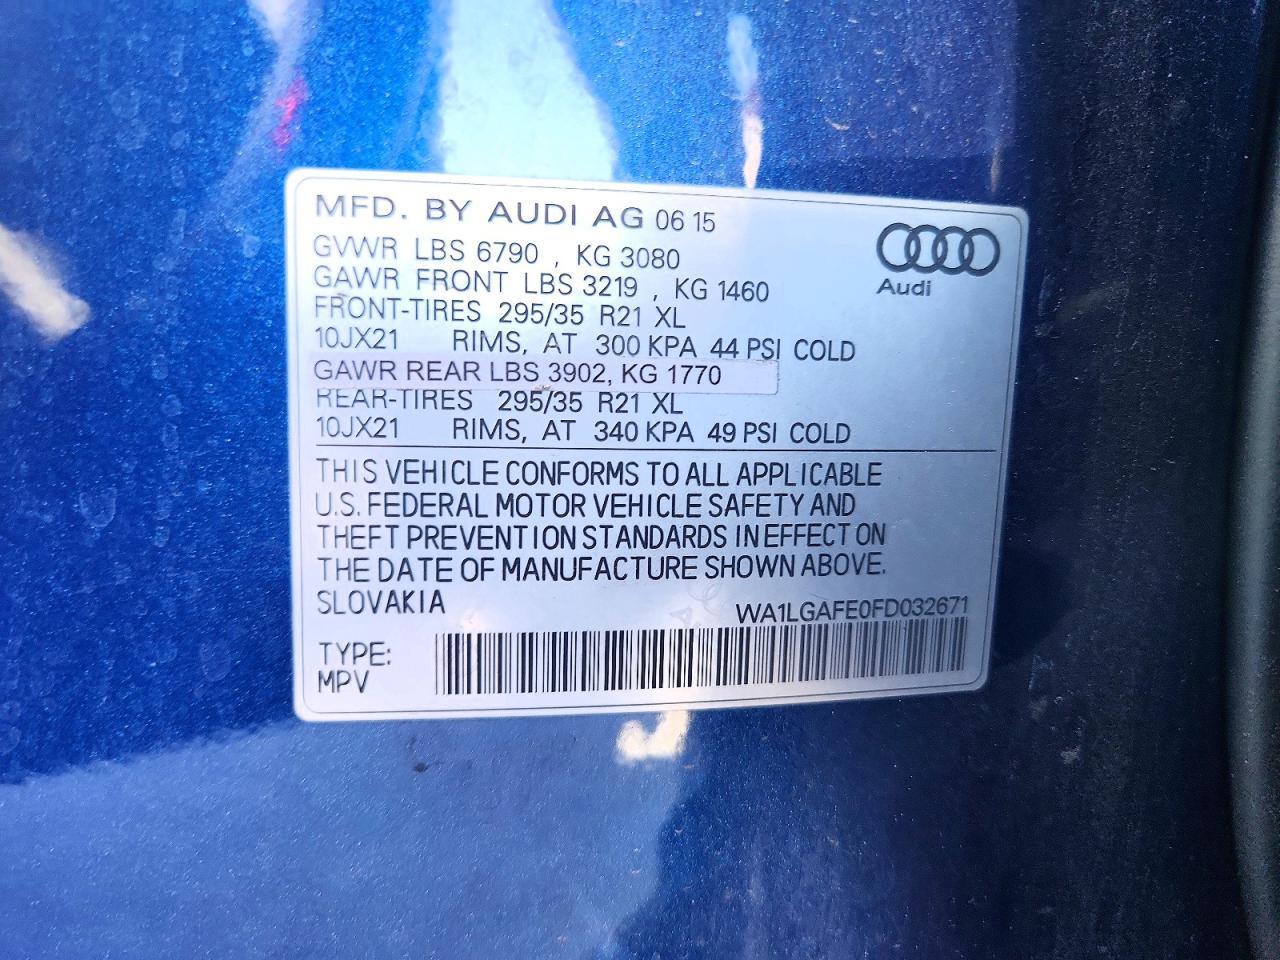 MFD. BY AUDI AG 06 15
GVWR LBS 6790 , KG 3080
GAWR FRONT LBS 3219 , KG 1460
FRONT-TIRES 295/35 R21 XL
10JX21 RIMS, AT 300 KPA 44 PSI COLD
GAWR REAR LBS 3902, KG 1770
REAR-TIRES 295/35 R21 XL
10JX21 RIMS, AT 340 KPA 49 PSI COLD
Audi
THIS VEHICLE CONFORMS TO ALL APPLICABLE
U.S. FEDERAL MOTOR VEHICLE SAFETY AND
THEFT PREVENTION STANDARDS IN EFFECT ON
THE DATE OF MANUFACTURE SHOWN ABOVE.
SLOVAKIA
WA1LGAFE0FD032671
TYPE:
MPV